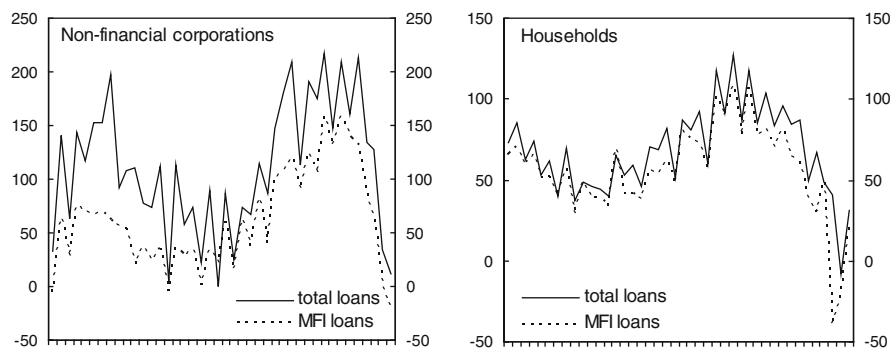 250 250 150 150
Non-financial corporations Households
200 200
100 100
150 150
100 100 50 50
50 50
0 0
0 total loans 0 total loans
MFI loans MFI loans
-50 -50 -50 -50